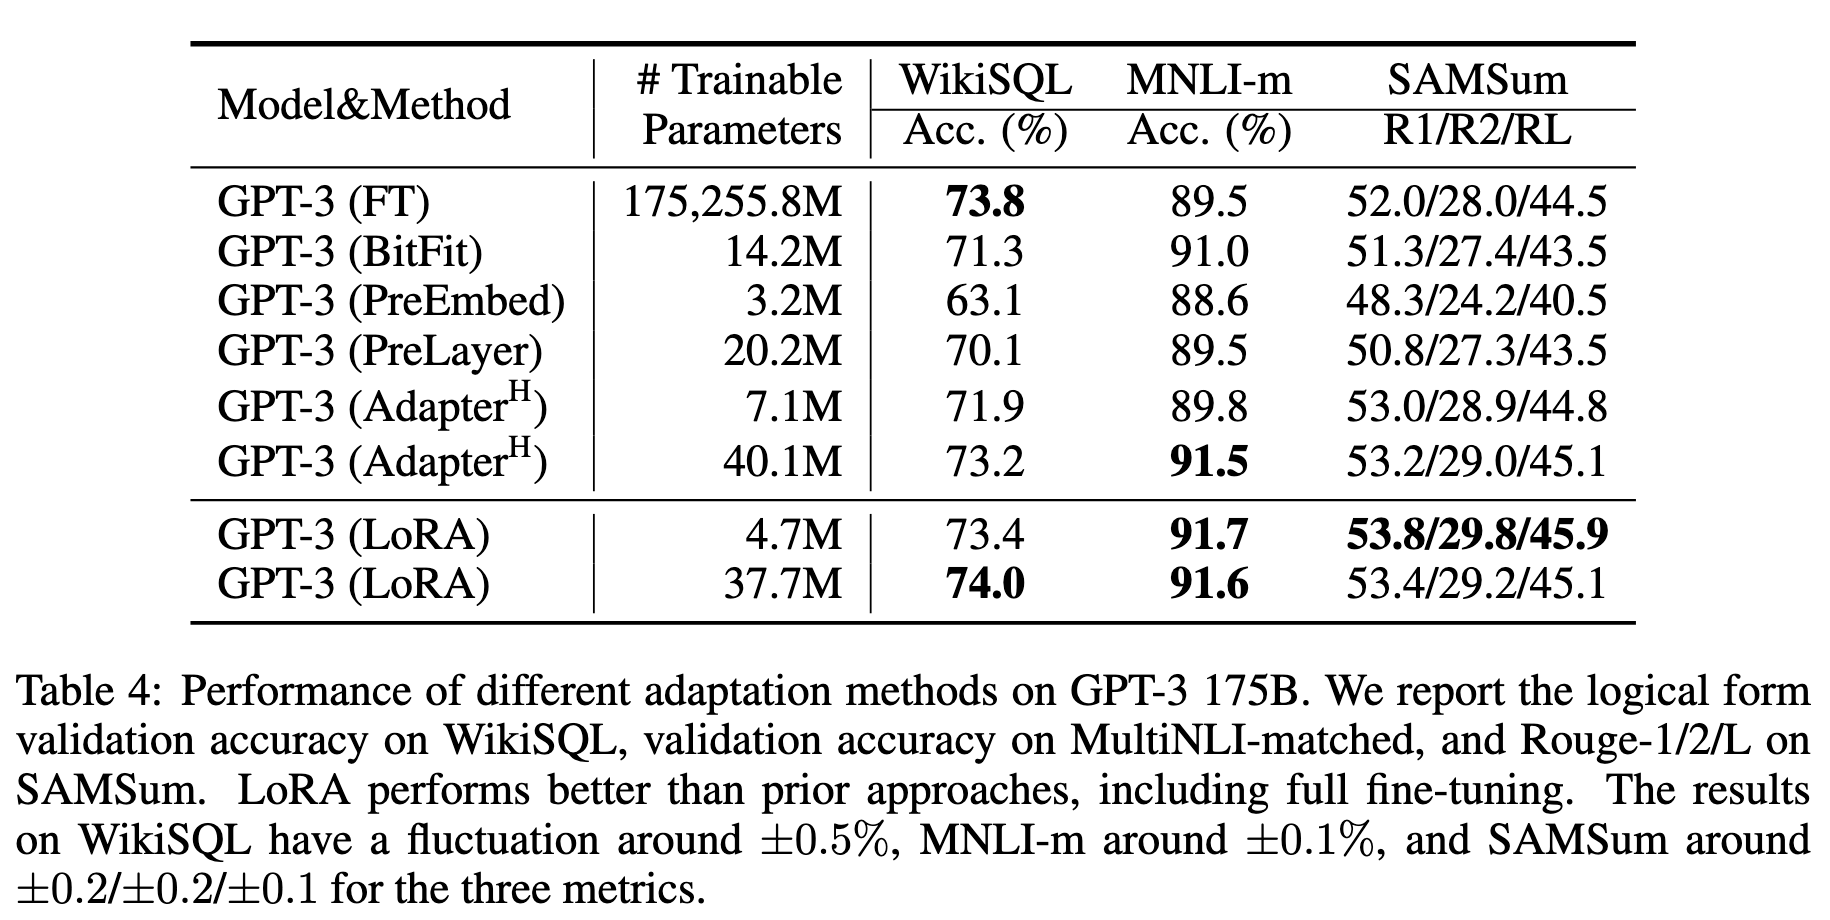 Model&Method # Trainable Parameters WikiSQL MNLI-m SAMSum
Acc. (%) Acc. (%) R1/R2/RL
GPT-3 (FT) 175,255.8M 73.8 89.5 52.0/28.0/44.5
GPT-3 (BitFit) 14.2M 71.3 91.0 51.3/27.4/43.5
GPT-3 (PreEmbed) 3.2M 63.1 88.6 48.3/24.2/40.5
GPT-3 (PreLayer) 20.2M 70.1 89.5 50.8/27.3/43.5
GPT-3 (Adapterᴴ) 7.1M 71.9 89.8 53.0/28.9/44.8
GPT-3 (Adapterᴴ) 40.1M 73.2 91.5 53.2/29.0/45.1
GPT-3 (LoRA) 4.7M 73.4 91.7 53.8/29.8/45.9
GPT-3 (LoRA) 37.7M 74.0 91.6 53.4/29.2/45.1
Table 4: Performance of different adaptation methods on GPT-3 175B. We report the logical form
validation accuracy on WikiSQL, validation accuracy on MultiNLI-matched, and Rouge-1/2/L on
SAMSum. LoRA performs better than prior approaches, including full fine-tuning. The results
on WikiSQL have a fluctuation around ±0.5%, MNLI-m around ±0.1%, and SAMSum around
±0.2/±0.2/±0.1 for the three metrics.